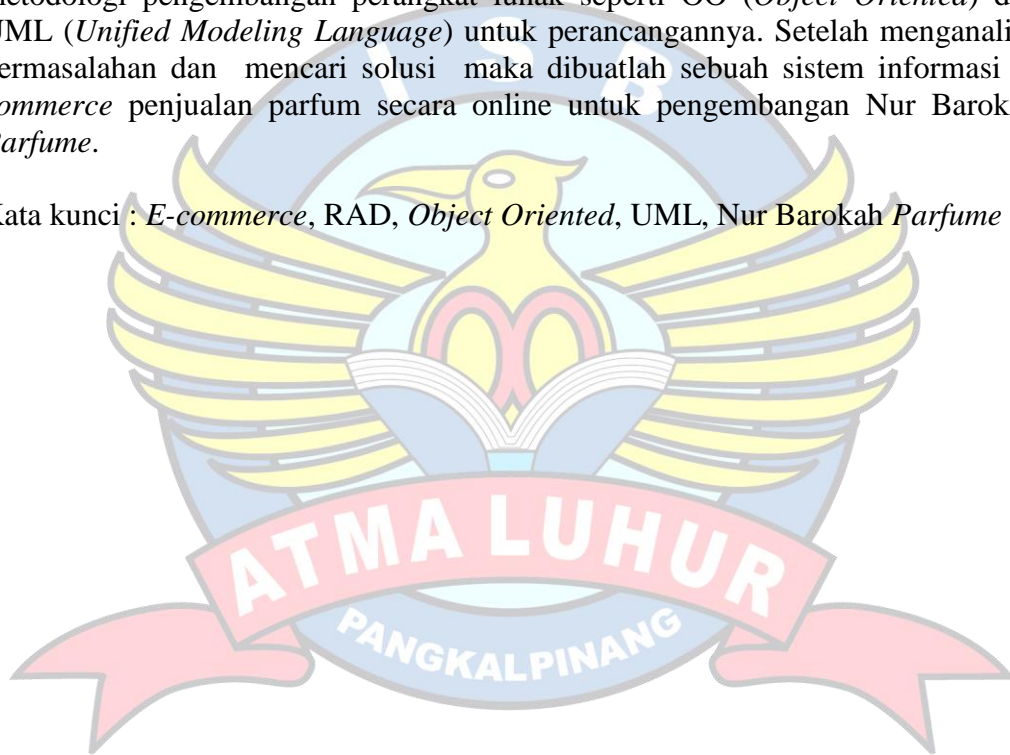 metodologi pengembangan perangkat lunak seperti OO (Object Oriented) d
UML (Unified Modeling Language) untuk perancangannya. Setelah menganali
ermasalahan dan mencari solusi maka dibuatlah sebuah sistem informasi
ommerce penjualan parfum secara online untuk pengembangan Nur Barok
Parfume.
Kata kunci : E-commerce, RAD, Object Oriented, UML, Nur Barokah Parfume
I S B
ATMA LUHUR
PANGKALPINANG